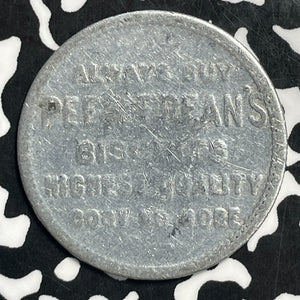 ALWAYS BUY
PEEK FREAN'S
BISCUITS
HIGHEST QUALITY
COST NO MORE